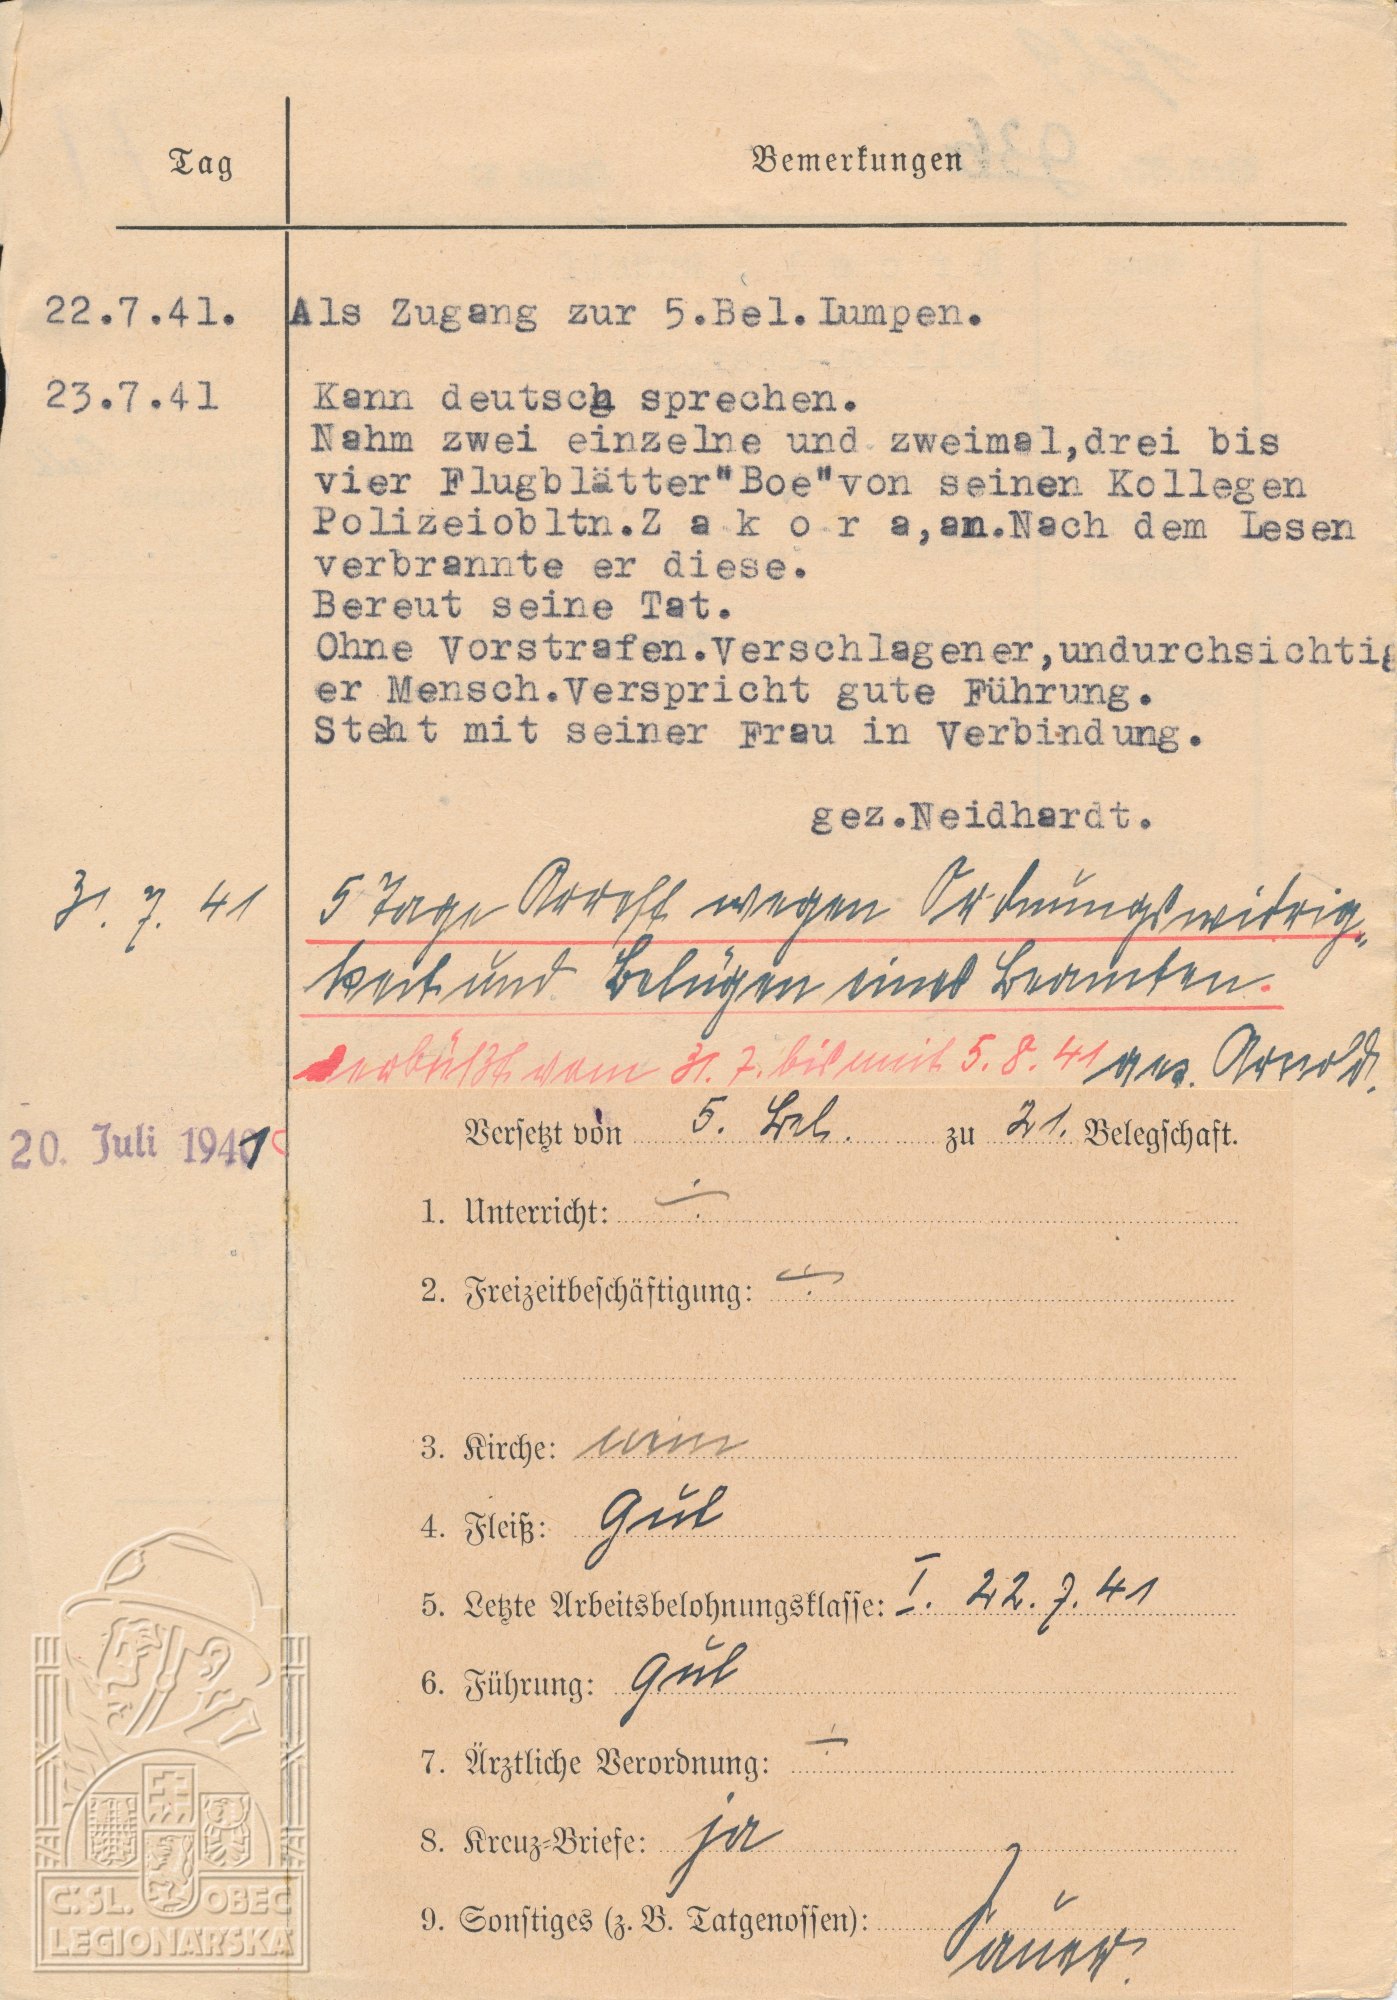 Tag
Bemerkungen
22.7.41. Als Zugang zur 5.Bel.Lumpen.
23.7.41 Kann deutsch sprechen.
Nahm zwei einzelne und zweimal,drei bis
vier Flugblätter"Boe"von seinen Kollegen
Polizeiobltn.Z a k o r a,an.Nach dem Lesen
verbrannte er diese.
Bereut seine Tat.
Ohne Vorstrafen.Verschlagener,undurchsichtig
er Mensch.Verspricht gute Führung.
Steht mit seiner Frau in Verbindung.
gez.Neidhardt.
31. 7. 41 5 Tage Arrest wegen Ordnungswidrig-
keit und Belügen eines Beamten.
verbüßt vom 31. 7. bis mit 5. 8. 41 gez. Arnold.
20. Juli 1941
Versetzt von 5. Bel. zu 21. Belegschaft.
1. Unterricht: ÷
2. Freizeitbeschäftigung: ÷
3. Kirche: nein
4. Fleiß: Gut
5. Letzte Arbeitsbelohnungsklasse: I. 22. 7. 41
6. Führung: Gut
7. Ärztliche Verordnung: ÷
8. Kreuz-Briefe: ja
9. Sonstiges (z. B. Tatgenossen):
Sauer.
Č.SL. OBEC
LEGIONÁŘSKÁ